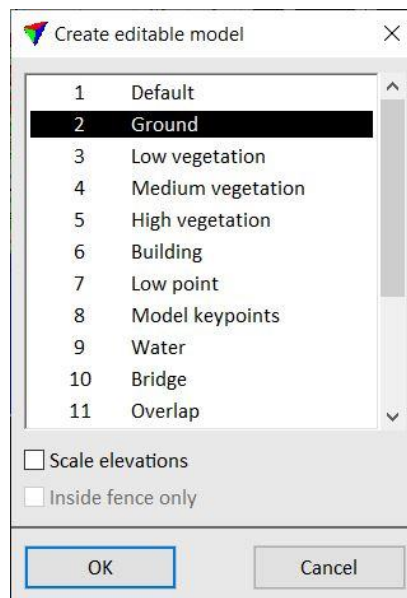 Create editable model
1 Default
2 Ground
3 Low vegetation
4 Medium vegetation
5 High vegetation
6 Building
7 Low point
8 Model keypoints
9 Water
10 Bridge
11 Overlap
Scale elevations
Inside fence only
OK Cancel